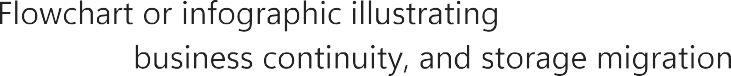 Flowchart or infographic illustrating
business continuity, and storage migration